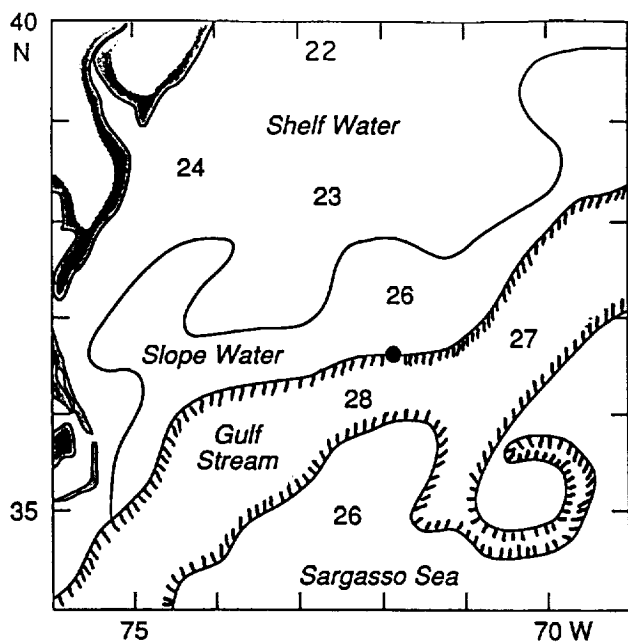 40
N
22
Shelf Water
24
23
26
27
Slope Water
28
Gulf
Stream
35
26
Sargasso Sea
75
70 W